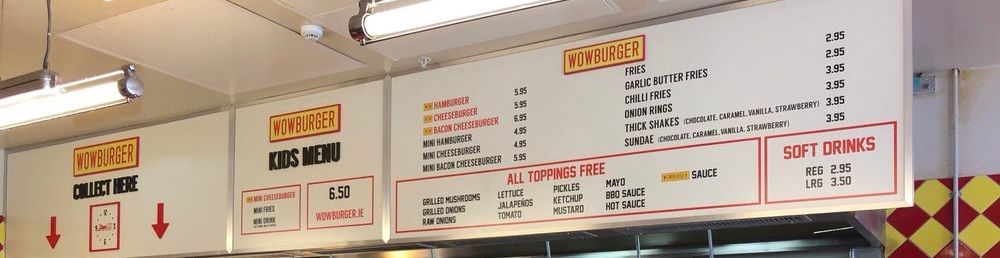 WOWBURGER
COLLECT HERE
12
3
6
9
WOWBURGER
KIDS MENU
MINI CHEESEBURGER
MINI FRIES
MINI DRINK
6.50
WOWBURGER.IE
WOWBURGER
HAMBURGER 5.95
CHEESEBURGER 5.95
BACON CHEESEBURGER 6.95
MINI HAMBURGER 4.95
MINI CHEESEBURGER 4.95
MINI BACON CHEESEBURGER 5.95
FRIES 2.95
GARLIC BUTTER FRIES 2.95
CHILLI FRIES 3.95
ONION RINGS 3.95
THICK SHAKES (CHOCOLATE, CARAMEL, VANILLA, STRAWBERRY) 3.95
SUNDAE (CHOCOLATE, CARAMEL, VANILLA, STRAWBERRY) 3.95
ALL TOPPINGS FREE
GRILLED MUSHROOMS
GRILLED ONIONS
RAW ONIONS
LETTUCE
JALAPEÑOS
TOMATO
PICKLES
KETCHUP
MUSTARD
MAYO
BBQ SAUCE
HOT SAUCE
WOWBURGER SAUCE
SOFT DRINKS
REG 2.95
LRG 3.50